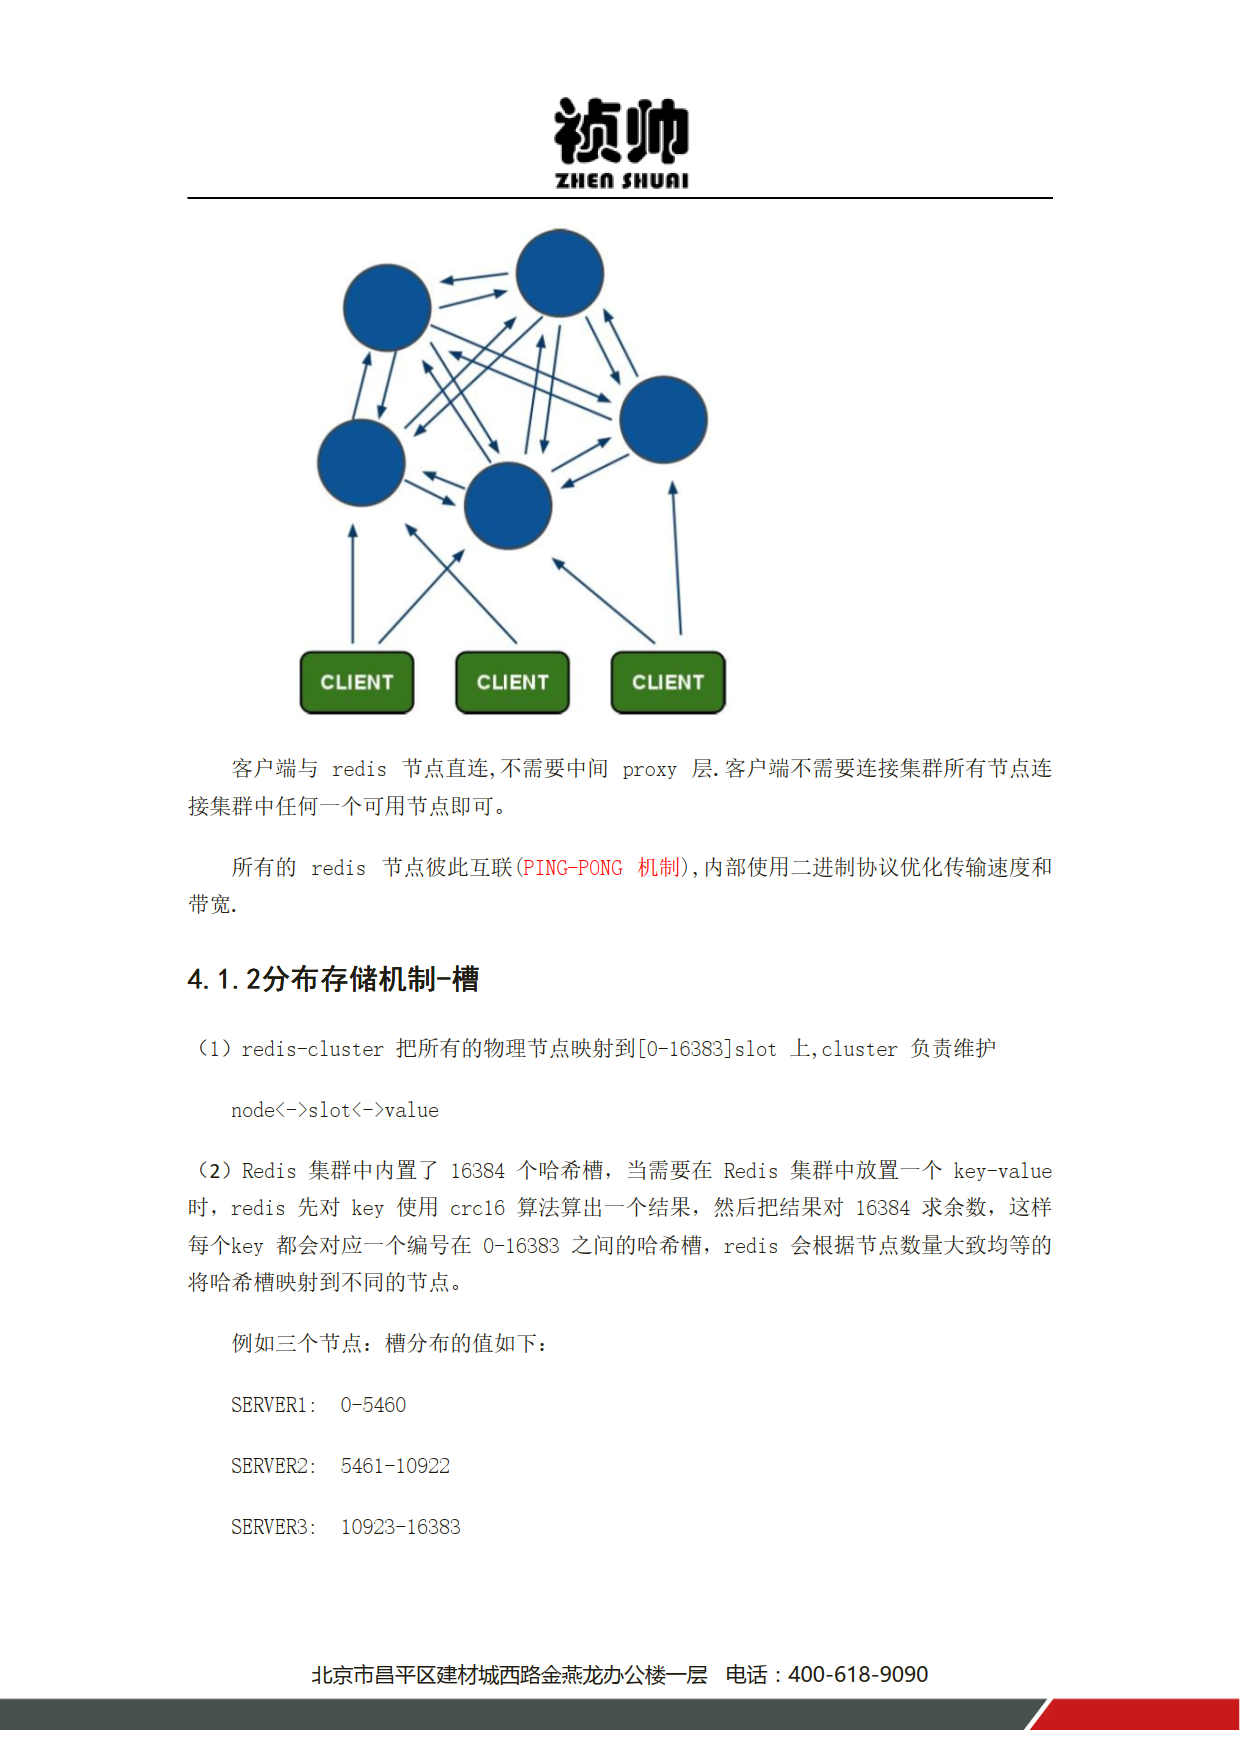 祯帅
ZHEN SHUAI
CLIENT
CLIENT
CLIENT
客户端与 redis 节点直连,不需要中间 proxy 层.客户端不需要连接集群所有节点连
接集群中任何一个可用节点即可。
所有的 redis 节点彼此互联(PING-PONG 机制),内部使用二进制协议优化传输速度和
带宽.
4.1.2分布存储机制-槽
（1）redis-cluster 把所有的物理节点映射到[0-16383]slot 上,cluster 负责维护
node<->slot<->value
（2）Redis 集群中内置了 16384 个哈希槽，当需要在 Redis 集群中放置一个 key-value
时，redis 先对 key 使用 crc16 算法算出一个结果，然后把结果对 16384 求余数，这样
每个key 都会对应一个编号在 0-16383 之间的哈希槽，redis 会根据节点数量大致均等的
将哈希槽映射到不同的节点。
例如三个节点：槽分布的值如下：
SERVER1: 0-5460
SERVER2: 5461-10922
SERVER3: 10923-16383
北京市昌平区建材城西路金燕龙办公楼一层 电话：400-618-9090